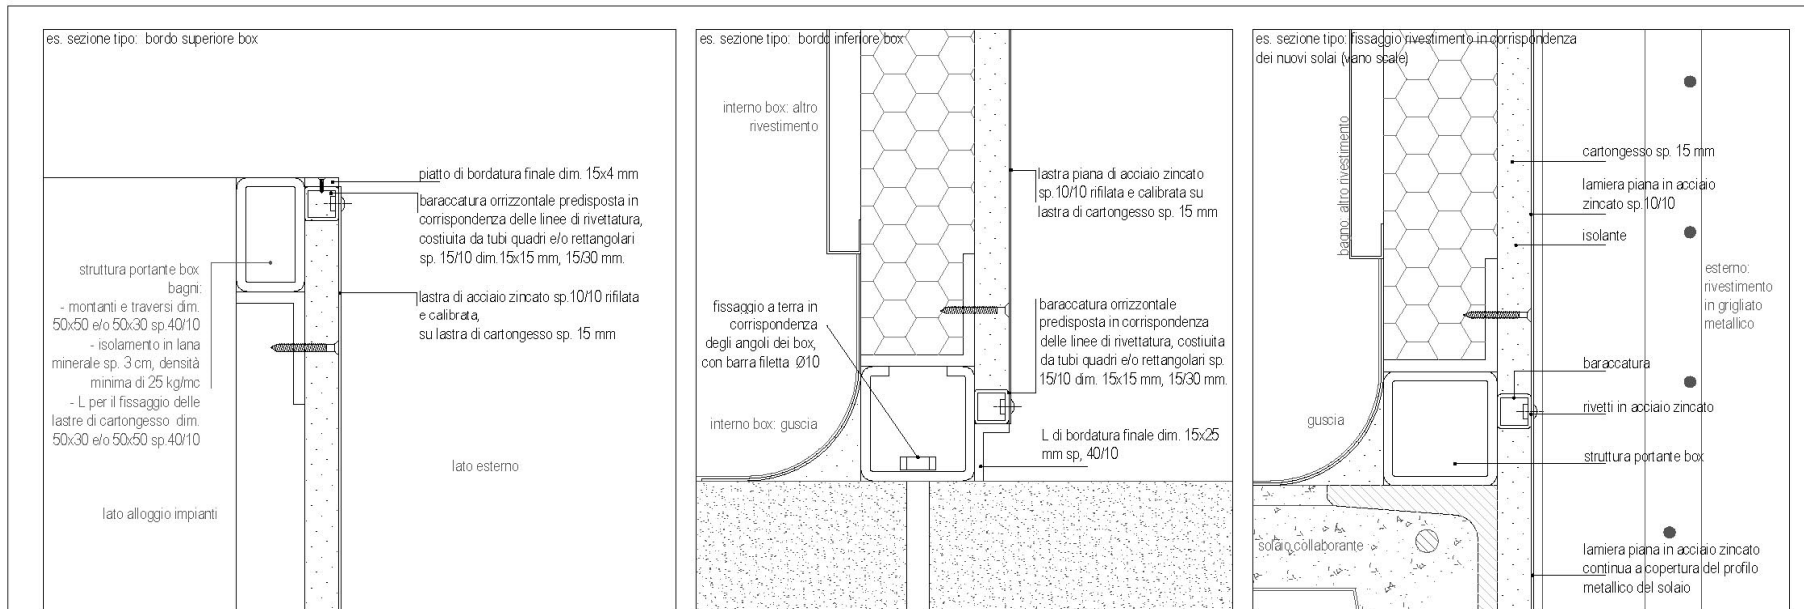 es. sezione tipo: bordo superiore box
piatto di bordatura finale dim. 15x4 mm
baraccatura orrizzontale predisposta in
corrispondenza delle linee di rivettatura,
costiuita da tubi quadri e/o rettangolari
sp. 15/10 dim.15x15 mm, 15/30 mm.
lastra di acciaio zincato sp.10/10 rifilata
e calibrata,
su lastra di cartongesso sp. 15 mm
struttura portante box
bagni:
- montanti e traversi dim.
50x50 e/o 50x30 sp.40/10
- isolamento in lana
minerale sp. 3 cm, densità
minima di 25 kg/mc
- L per il fissaggio delle
lastre di cartongesso dim.
50x30 e/o 50x50 sp.40/10
lato esterno
lato alloggio impianti
es. sezione tipo: bordo inferiore box
interno box: altro
rivestimento
lastra piana di acciaio zincato
sp.10/10 rifilata e calibrata su
lastra di cartongesso sp. 15 mm
fissaggio a terra in
corrispondenza
degli angoli dei box,
con barra filetta Ø10
baraccatura orrizzontale
predisposta in corrispondenza
delle linee di rivettatura, costiuita
da tubi quadri e/o rettangolari sp.
15/10 dim. 15x15 mm, 15/30 mm.
interno box: guscia
L di bordatura finale dim. 15x25
mm sp, 40/10
es. sezione tipo: fissaggio rivestimento in corrispondenza
dei nuovi solai (vano scale)
bagno: altro rivestimento
cartongesso sp. 15 mm
lamiera piana in acciaio
zincato sp.10/10
isolante
esterno:
rivestimento
in grigliato
metallico
baraccatura
rivetti in acciaio zincato
guscia
struttura portante box
solaio collaborante
lamiera piana in acciaio zincato
continua a copertura del profilo
metallico del solaio